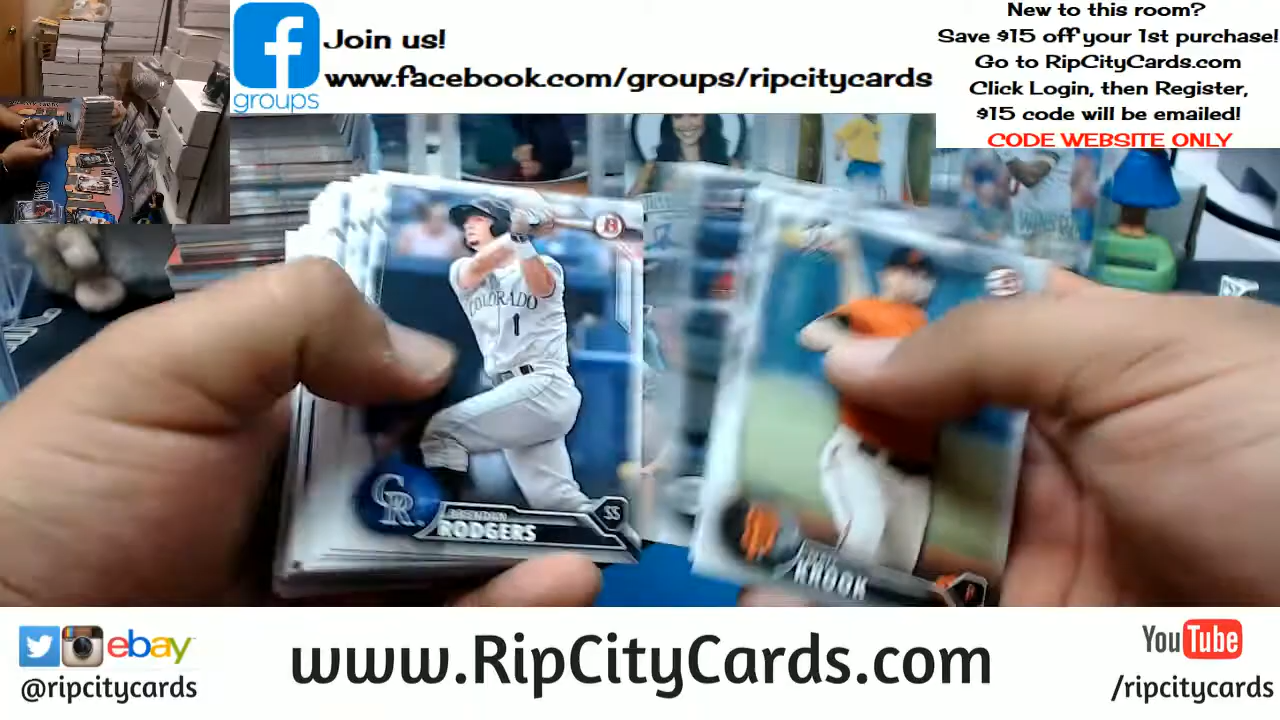 Join us!
www.facebook.com/groups/ripcitycards
groups
New to this room?
Save $15 off your 1st purchase!
Go to RipCityCards.com
Click Login, then Register,
$15 code will be emailed!
CODE WEBSITE ONLY
COLORADO
1
B
CR
BRENDAN
SS
RODGERS
KROOK
ebay
@ripcitycards
www.RipCityCards.com
YouTube
/ripcitycards